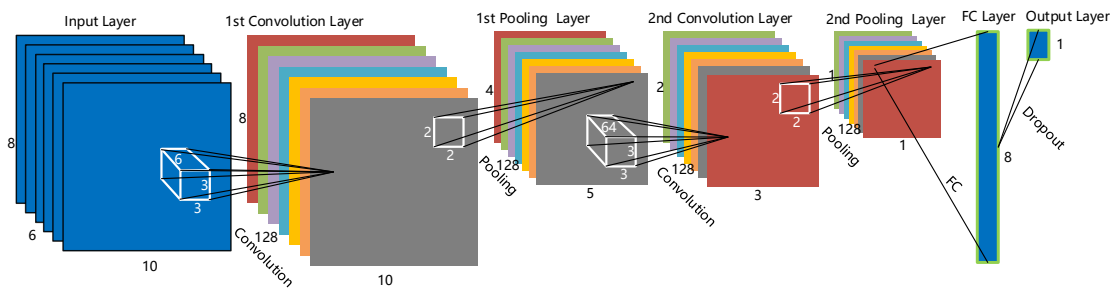 Input Layer
1st Convolution Layer
1st Pooling Layer
2nd Convolution Layer
2nd Pooling Layer
FC Layer
Output Layer
8
6
10
6
3
3
Convolution
8
128
10
2
2
Pooling
4
128
5
64
3
3
Convolution
2
128
3
2
2
Pooling
1
128
1
FC
8
Dropout
1